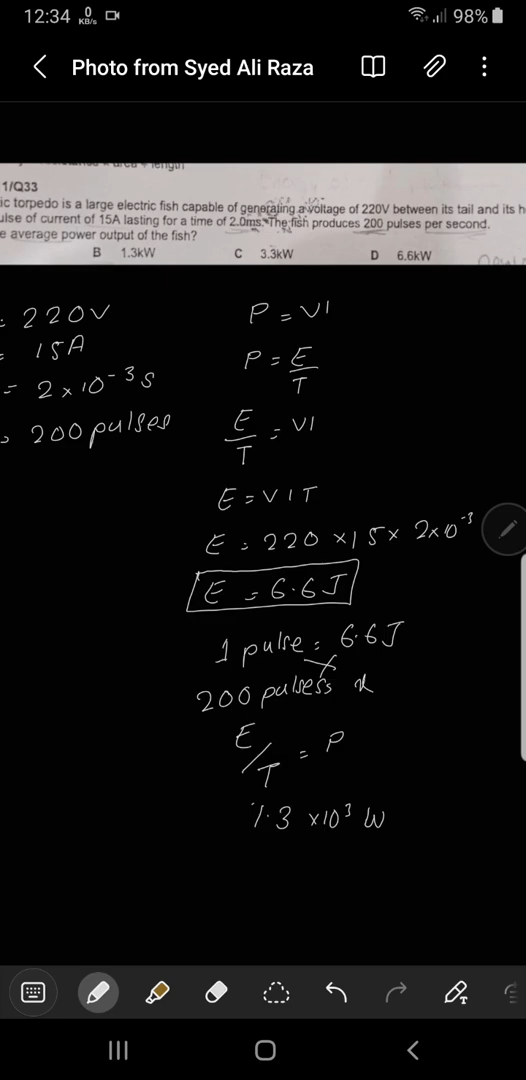 12:34 0 KB/s 98%
Photo from Syed Ali Raza
1/Q33
ic torpedo is a large electric fish capable of generating a voltage of 220V between its tail and its h
ulse of current of 15A lasting for a time of 2.0ms. The fish produces 200 pulses per second.
e average power output of the fish?
B 1.3kW C 3.3kW D 6.6kW
= 220V
= 15A
= 2 × 10⁻³s
= 200 pulses
P = VI
P = E/T
E/T = VI
E = VIT
E = 220 × 15 × 2×10⁻³
E = 6.6J
1 pulse = 6.6J
200 pulses x
E/T = P
1.3 ×10³ W